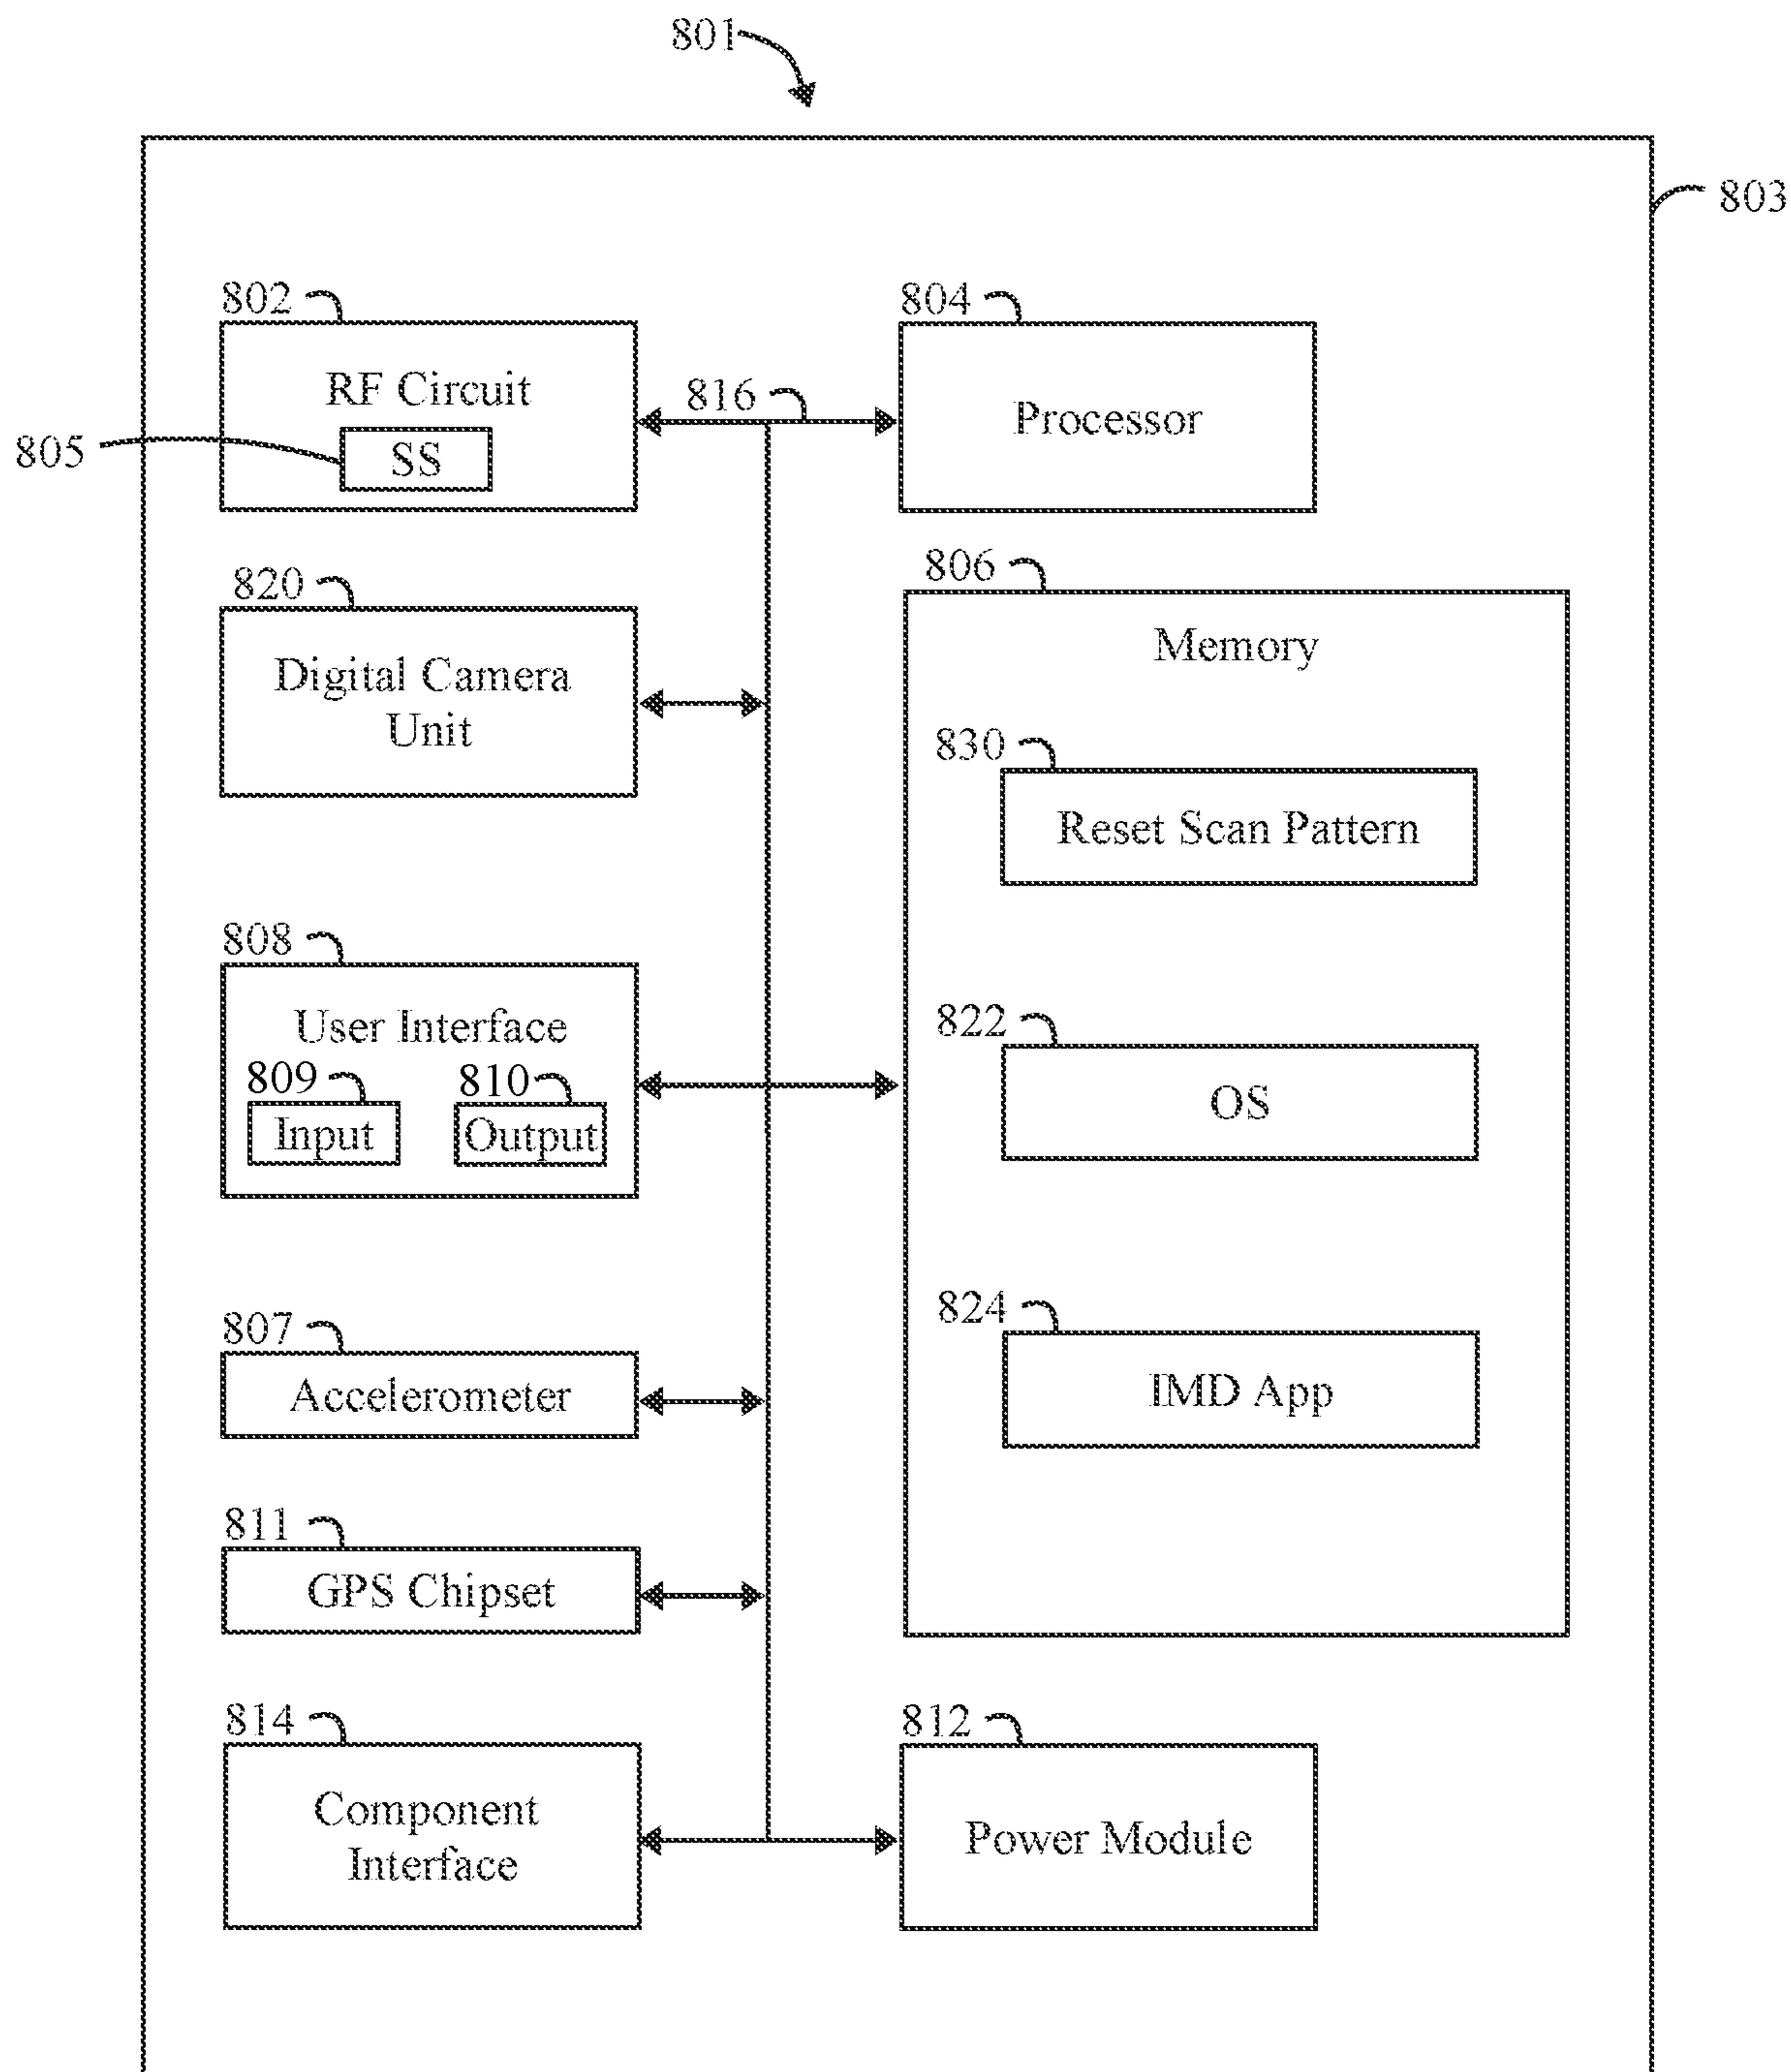 801
803
802
RF Circuit
805
SS
816
804
Processor
820
Digital Camera
Unit
806
Memory
830
Reset Scan Pattern
808
User Interface
809
Input
810
Output
822
OS
807
Accelerometer
824
IMD App
811
GPS Chipset
814
Component
Interface
812
Power Module